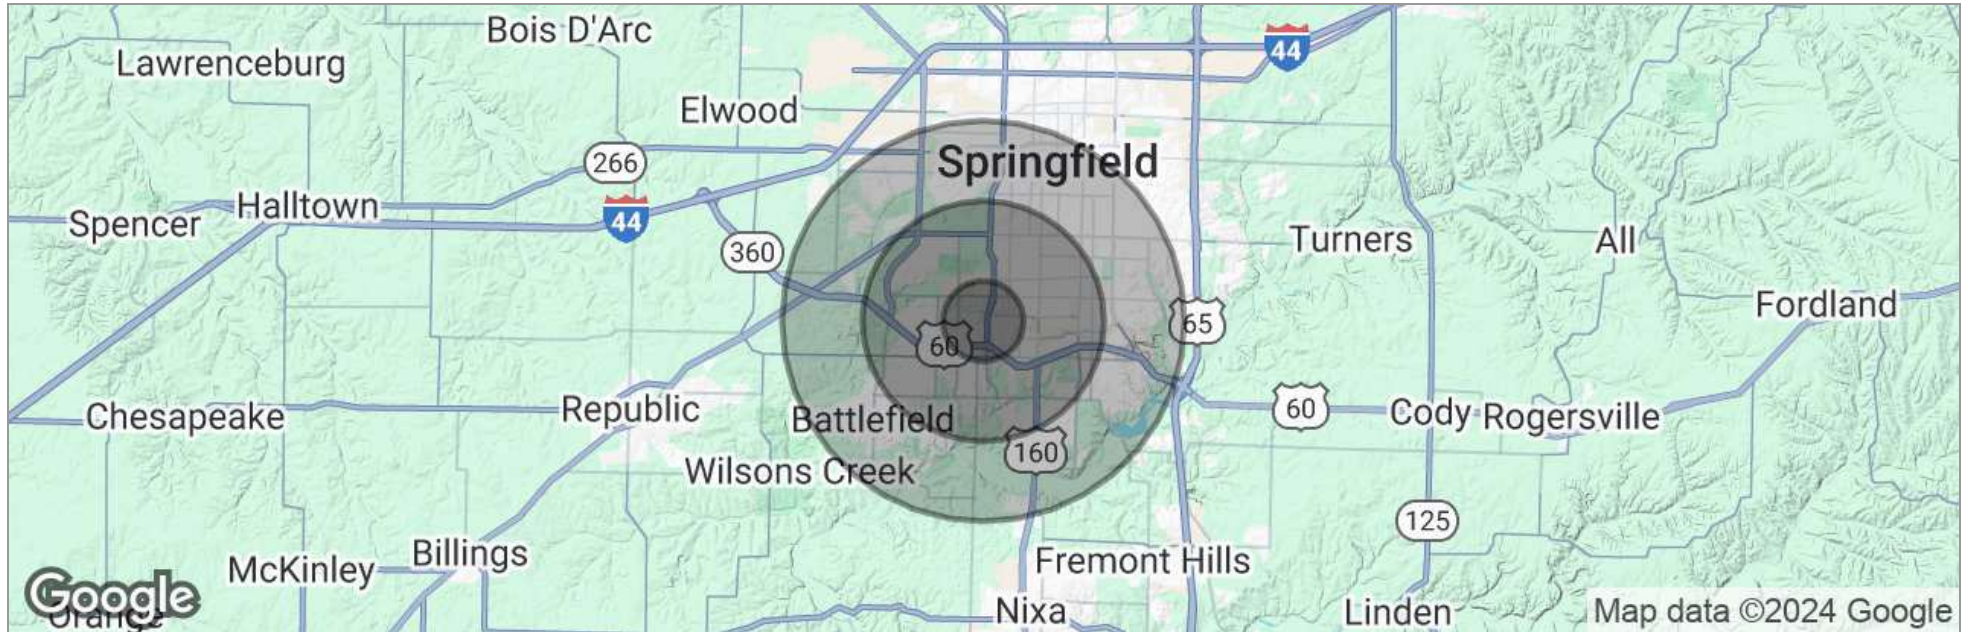 Bois D'Arc
Lawrenceburg
44
Elwood
Springfield
266
Halltown
Spencer
44
360
Turners
All
Fordland
65
60
Chesapeake
Republic
Battlefield
60
Cody
Rogersville
160
Wilsons Creek
125
Billings
McKinley
Fremont Hills
Google
Orange
Nixa
Linden
Map data ©2024 Google